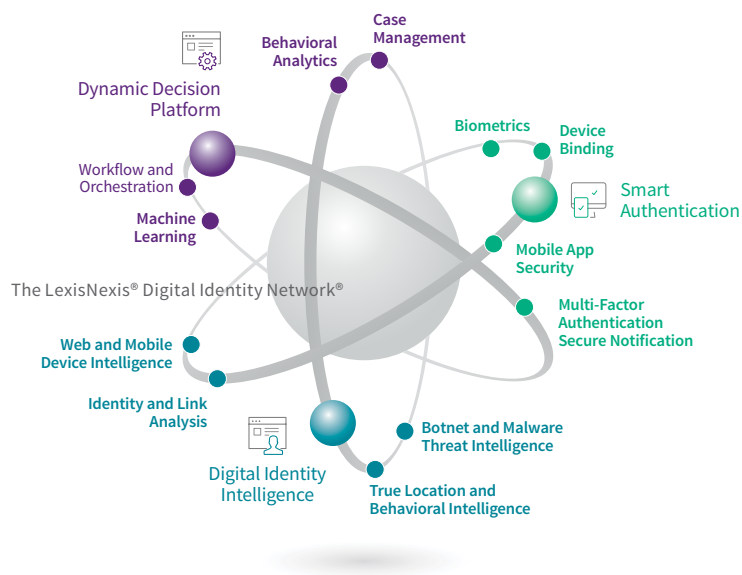 Case
Management
Behavioral
Analytics
Dynamic Decision
Platform
Biometrics
Device
Binding
Workflow and
Orchestration
Smart
Authentication
Machine
Learning
Mobile App
Security
The LexisNexis® Digital Identity Network®
Multi-Factor
Authentication
Secure Notification
Web and Mobile
Device Intelligence
Identity and Link
Analysis
Botnet and Malware
Threat Intelligence
Digital Identity
Intelligence
True Location and
Behavioral Intelligence